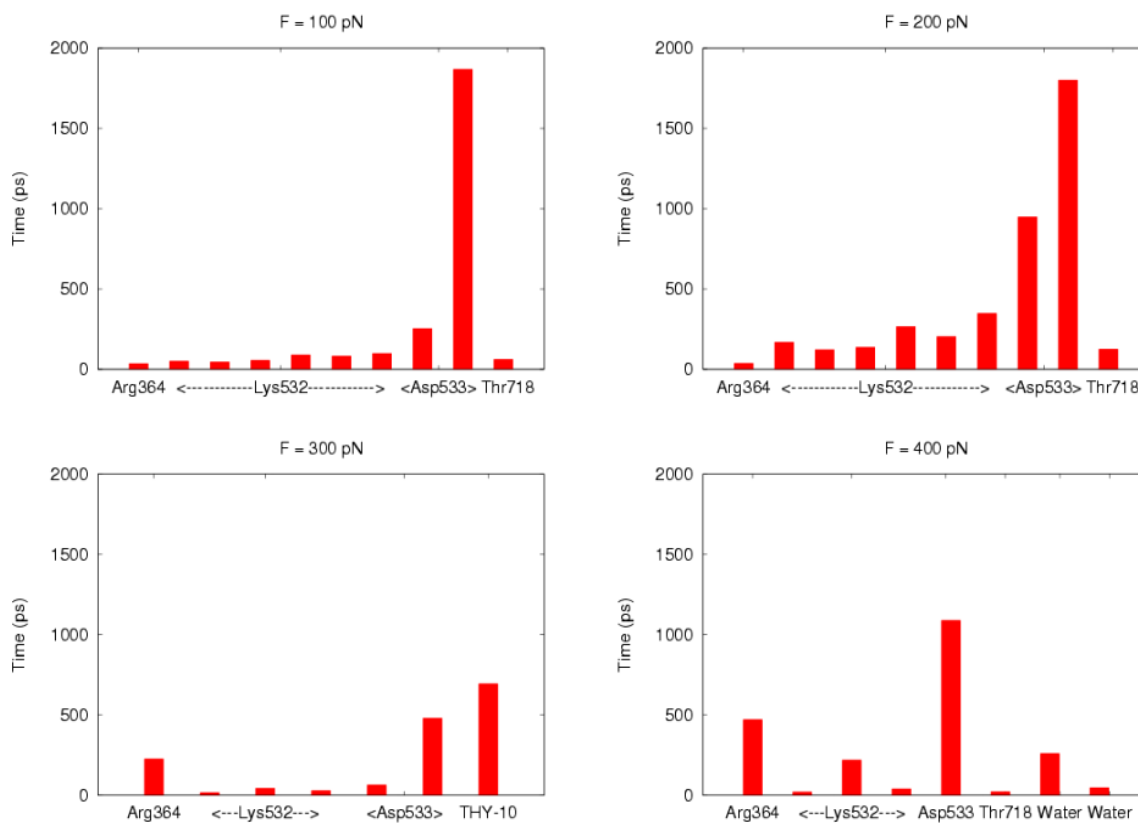 F = 100 pN
2000
1500
1000
500
0
Time (ps)
Arg364 <------------Lys532------------> <Asp533> Thr718
F = 200 pN
2000
1500
1000
500
0
Time (ps)
Arg364 <------------Lys532------------> <Asp533> Thr718
F = 300 pN
2000
1500
1000
500
0
Time (ps)
Arg364 <---Lys532---> <Asp533> THY-10
F = 400 pN
2000
1500
1000
500
0
Time (ps)
Arg364 <---Lys532---> Asp533 Thr718 Water Water